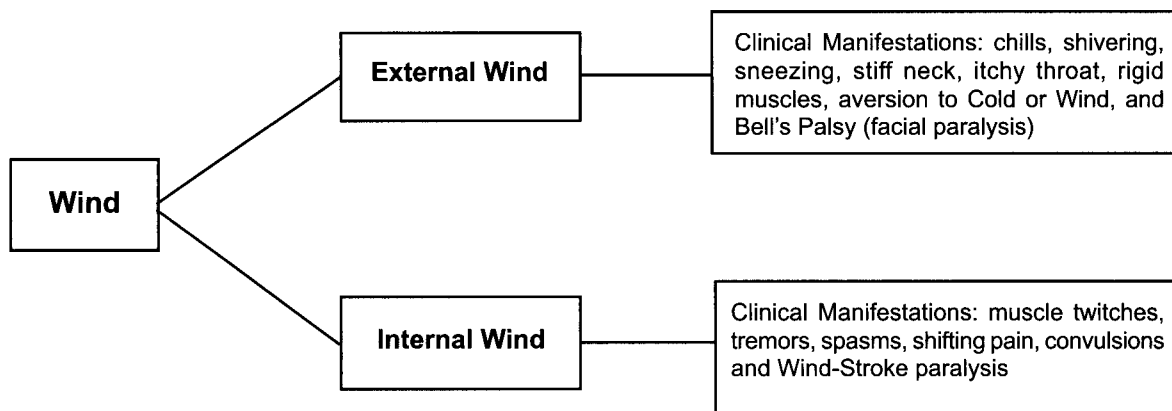 Wind
External Wind
Clinical Manifestations: chills, shivering,
sneezing, stiff neck, itchy throat, rigid
muscles, aversion to Cold or Wind, and
Bell's Palsy (facial paralysis)
Internal Wind
Clinical Manifestations: muscle twitches,
tremors, spasms, shifting pain, convulsions
and Wind-Stroke paralysis